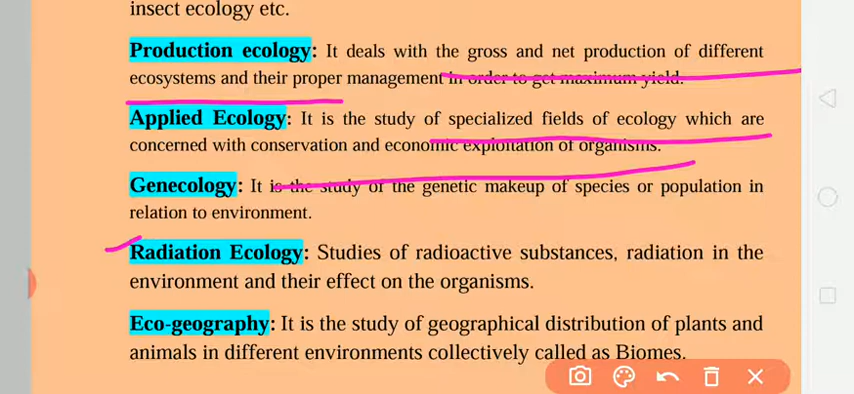 insect ecology etc.
Production ecology: It deals with the gross and net production of different
ecosystems and their proper management in order to get maximum yield.
Applied Ecology: It is the study of specialized fields of ecology which are
concerned with conservation and economic exploitation of organisms.
Genecology: It is the study of the genetic makeup of species or population in
relation to environment.
Radiation Ecology: Studies of radioactive substances, radiation in the
environment and their effect on the organisms.
Eco-geography: It is the study of geographical distribution of plants and
animals in different environments collectively called as Biomes.